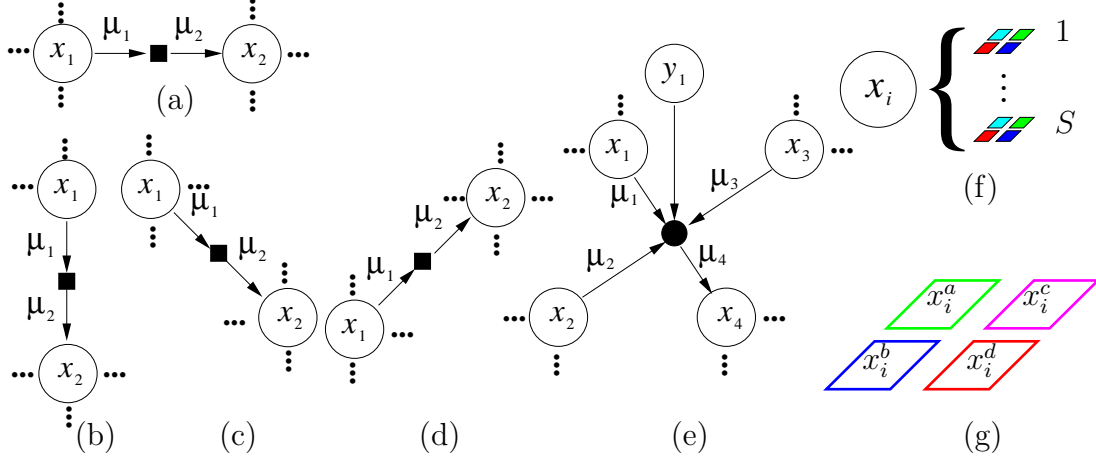 x₁ μ₁ μ₂ x₂
(a)
x₁
μ₁
μ₂
x₂
(b)
x₁
μ₁
μ₂
x₂
(c)
x₂
μ₂
μ₁
x₁
(d)
y₁
x₁ x₃
μ₁ μ₃
μ₂ μ₄
x₂ x₄
(e)
xᵢ { 1
⋮
S
(f)
xᵢᵃ xᵢᶜ
xᵢᵇ xᵢᵈ
(g)